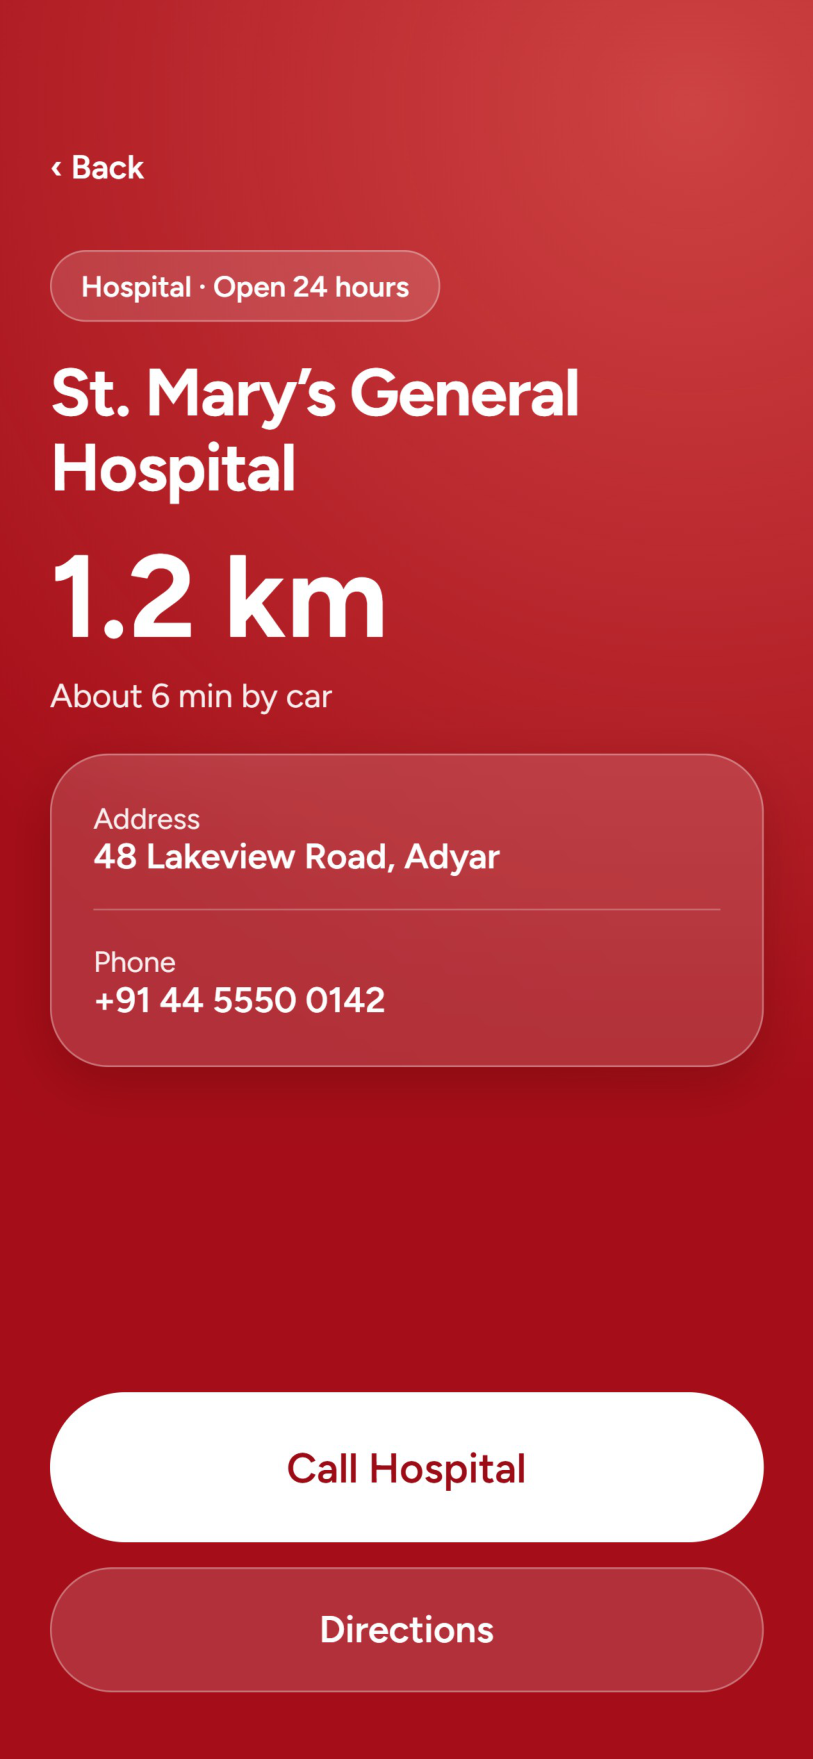 ‹ Back
Hospital · Open 24 hours
St. Mary’s General
Hospital
1.2 km
About 6 min by car
Address
48 Lakeview Road, Adyar
Phone
+91 44 5550 0142
Call Hospital
Directions